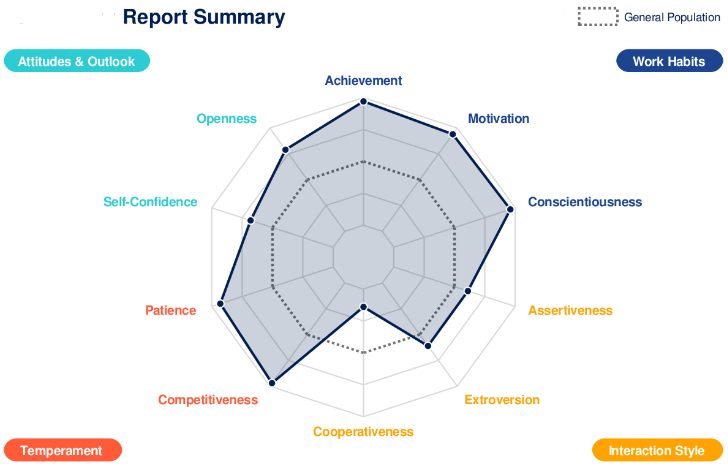 Report Summary
General Population
Attitudes & Outlook
Work Habits
Achievement
Openness
Motivation
Self-Confidence
Conscientiousness
Patience
Assertiveness
Competitiveness
Extroversion
Cooperativeness
Temperament
Interaction Style